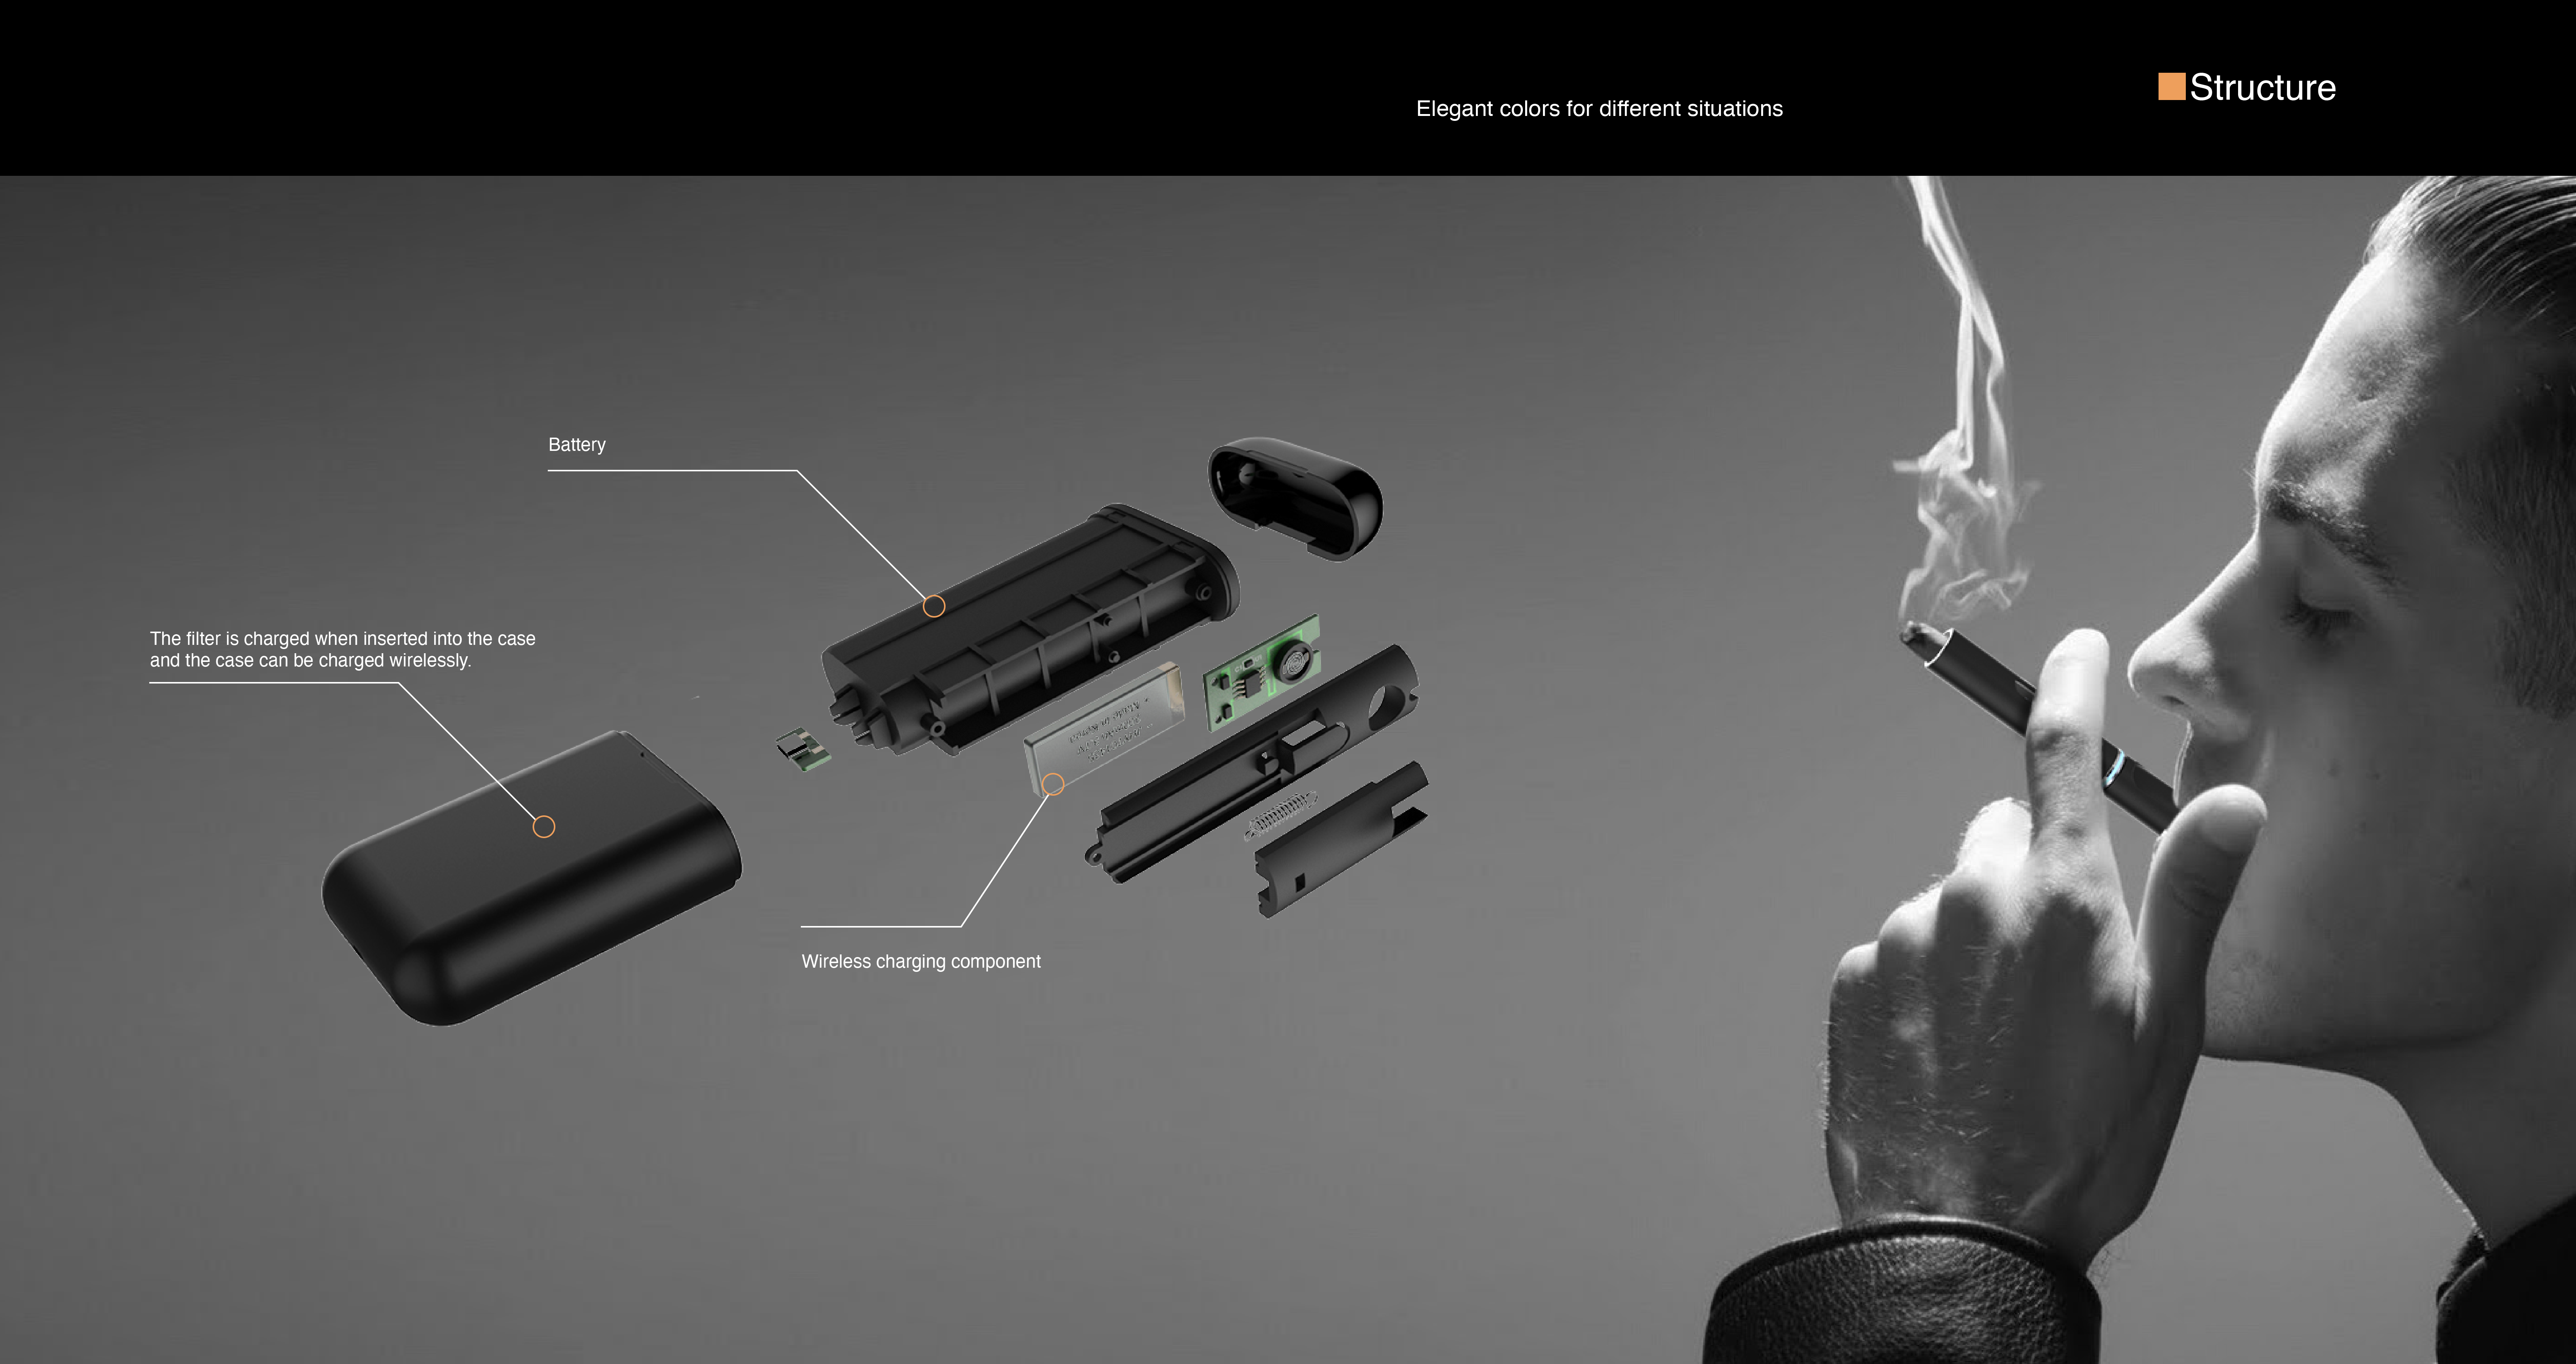 Structure
Elegant colors for different situations
Battery
The filter is charged when inserted into the case
and the case can be charged wirelessly.
Wireless charging component